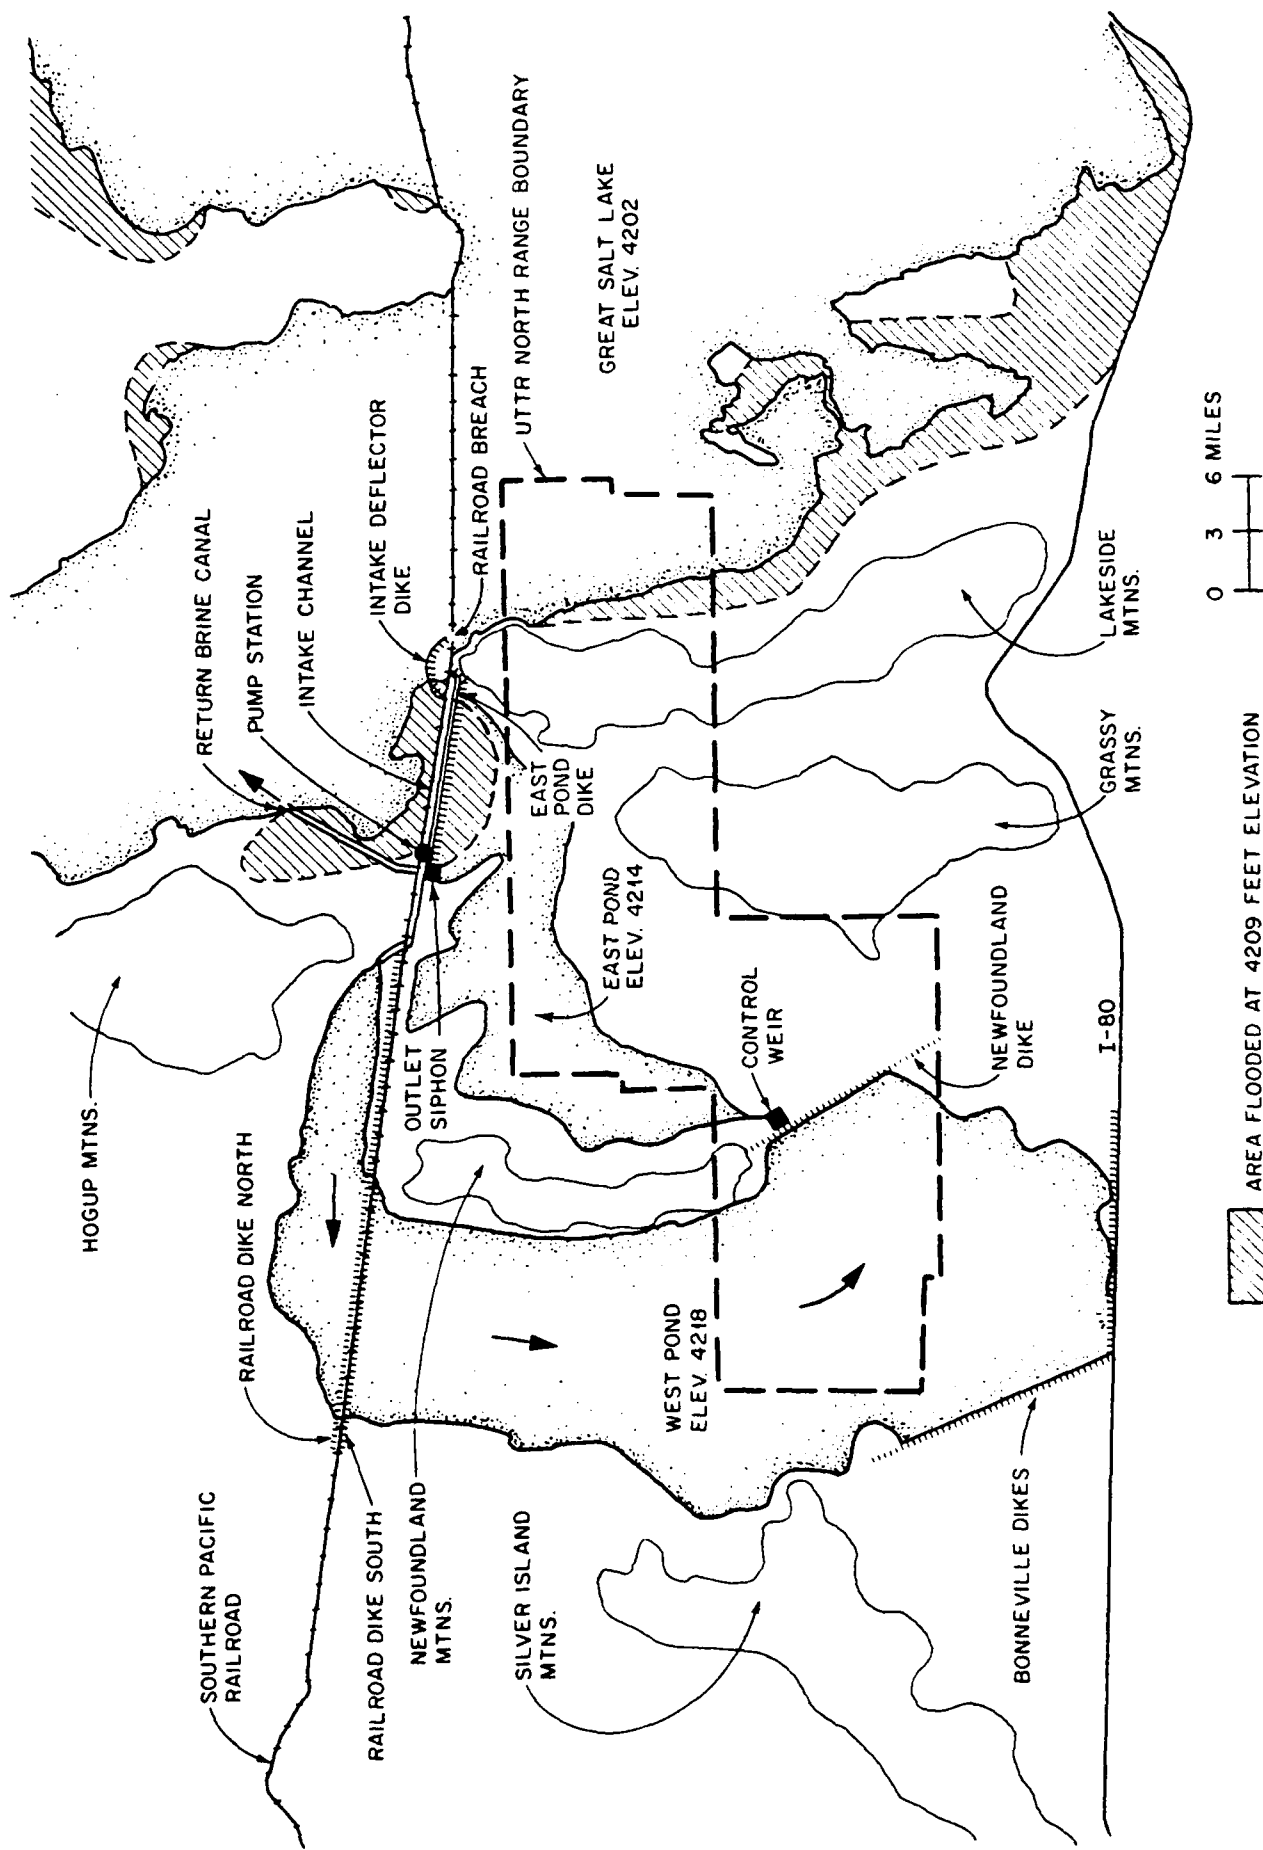 HOGUP MTNS.
RETURN BRINE CANAL
PUMP STATION
INTAKE CHANNEL
INTAKE DEFLECTOR
DIKE
RAILROAD BREACH
UTTR NORTH RANGE BOUNDARY
GREAT SALT LAKE
ELEV. 4202
SOUTHERN PACIFIC
RAILROAD
RAILROAD DIKE NORTH
RAILROAD DIKE SOUTH
NEWFOUNDLAND
MTNS.
OUTLET
SIPHON
EAST
POND
DIKE
EAST POND
ELEV. 4214
SILVER ISLAND
MTNS.
WEST POND
ELEV. 4218
CONTROL
WEIR
NEWFOUNDLAND
DIKE
BONNEVILLE DIKES
I-80
GRASSY
MTNS.
LAKESIDE
MTNS.
0 3 6 MILES
AREA FLOODED AT 4209 FEET ELEVATION